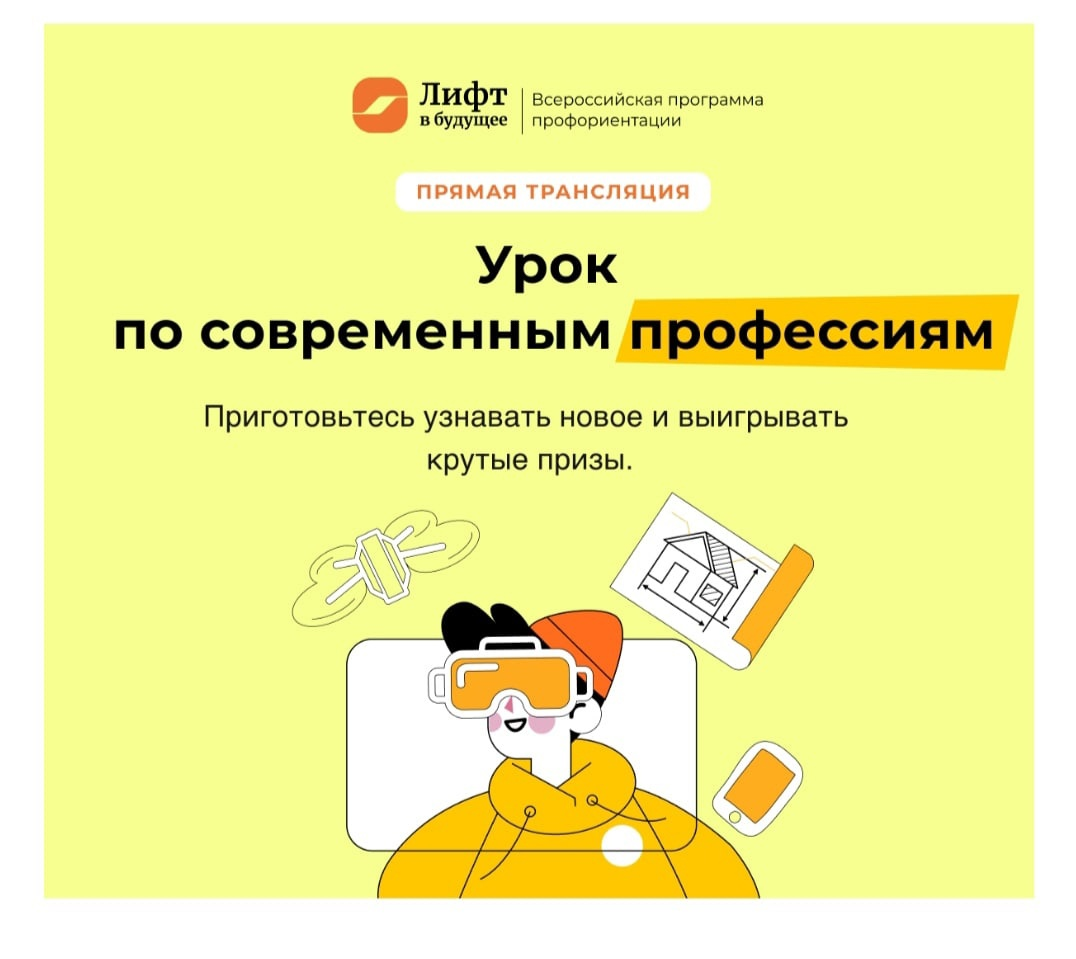 Лифт
в будущее
Всероссийская программа
профориентации
ПРЯМАЯ ТРАНСЛЯЦИЯ
Урок
по современным профессиям
Приготовьтесь узнавать новое и выигрывать
крутые призы.